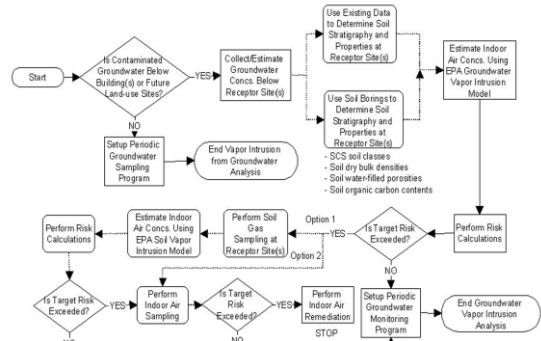 Start
Is Contaminated
Groundwater Below
Building(s) or Future
Land-use Sites?
YES
NO
Collect/Estimate
Groundwater
Concs. Below
Receptor Site(s)
Use Existing Data
to Determine Soil
Stratigraphy and
Properties at
Receptor Site(s)
Use Soil Borings to
Determine Soil
Stratigraphy and
Properties at
Receptor Site(s)
- SCS soil classes
- Soil dry bulk densities
- Soil water-filled porosities
- Soil organic carbon contents
Estimate Indoor
Air Concs. Using
EPA Groundwater
Vapor Intrusion
Model
Setup Periodic
Groundwater
Sampling
Program
End Vapor Intrusion
from Groundwater
Analysis
Perform Risk
Calculations
Is Target Risk
Exceeded?
YES
NO
Option 1
Option 2
Perform Soil
Gas
Sampling at
Receptor Site(s)
Estimate Indoor
Air Concs. Using
EPA Soil Vapor
Intrusion Model
Perform Risk
Calculations
Is Target Risk
Exceeded?
YES
NO
Perform
Indoor Air
Sampling
Is Target
Risk
Exceeded?
YES
NO
Perform
Indoor Air
Remediation
STOP
Setup Periodic
Groundwater
Monitoring
Program
End Groundwater
Vapor Intrusion
Analysis